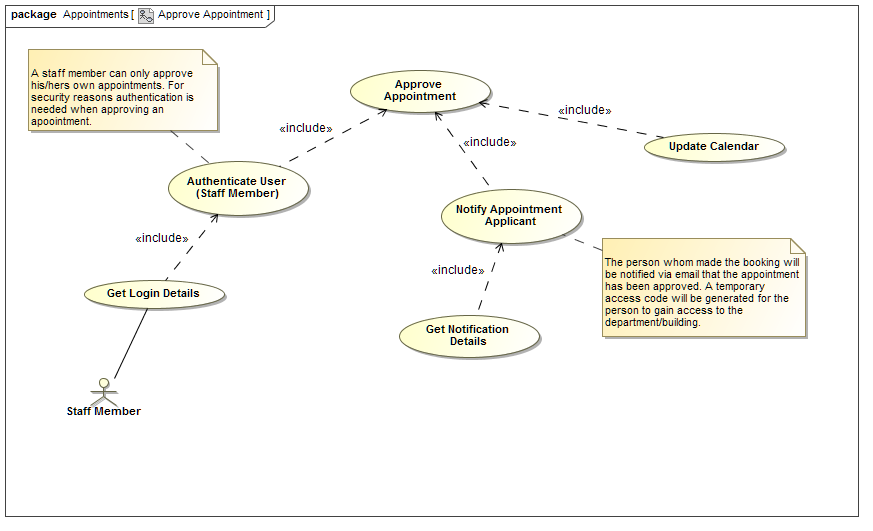 package Appointments [ Approve Appointment ]
A staff member can only approve
his/hers own appointments. For
security reasons authentication is
needed when approving an
apointment.
Approve
Appointment
«include»
«include»
«include»
Update Calendar
Authenticate User
(Staff Member)
Notify Appointment
Applicant
«include»
«include»
The person whom made the booking will
be notified via email that the appointment
has been approved. A temporary
access code will be generated for the
person to gain access to the
department/building.
Get Login Details
Get Notification
Details
Staff Member